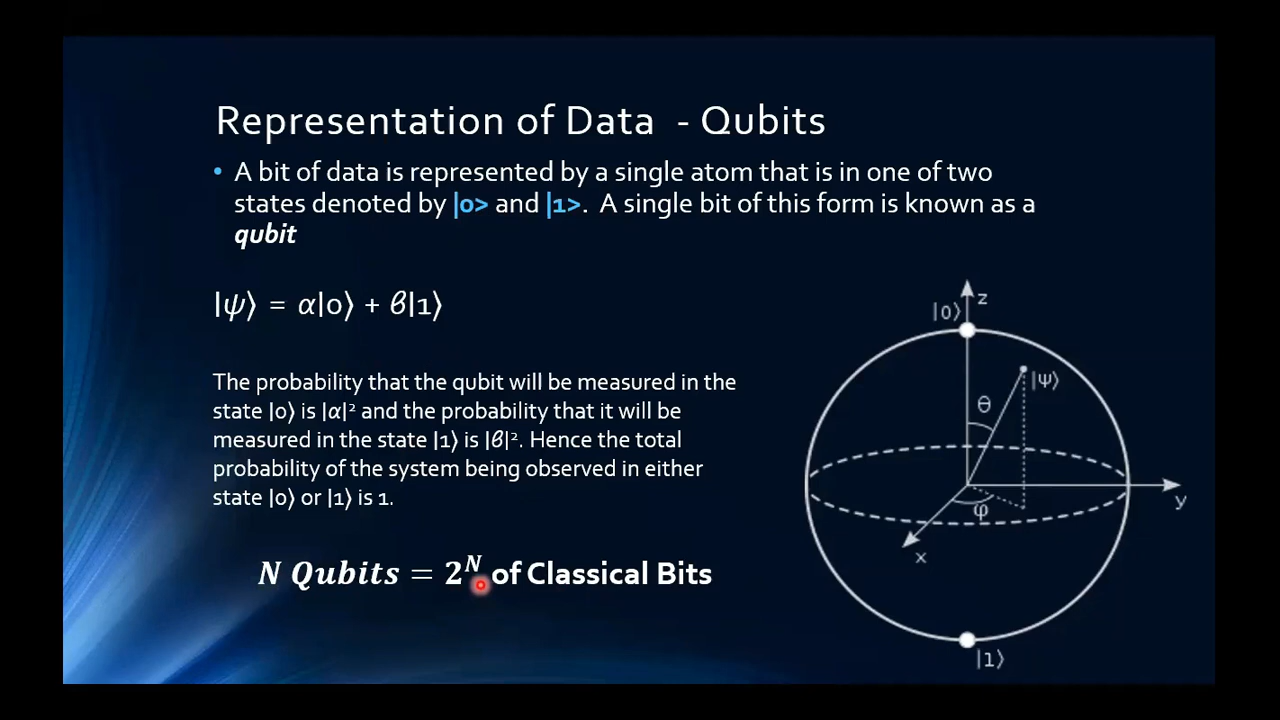 Representation of Data - Qubits
• A bit of data is represented by a single atom that is in one of two
states denoted by |0> and |1>. A single bit of this form is known as a
qubit
|ψ⟩ = α|0⟩ + β|1⟩
The probability that the qubit will be measured in the
state |0⟩ is |α|² and the probability that it will be
measured in the state |1⟩ is |β|². Hence the total
probability of the system being observed in either
state |0⟩ or |1⟩ is 1.
N Qubits = 2ᴺ of Classical Bits
z
|0⟩
|Ψ⟩
θ
φ
y
x
|1⟩